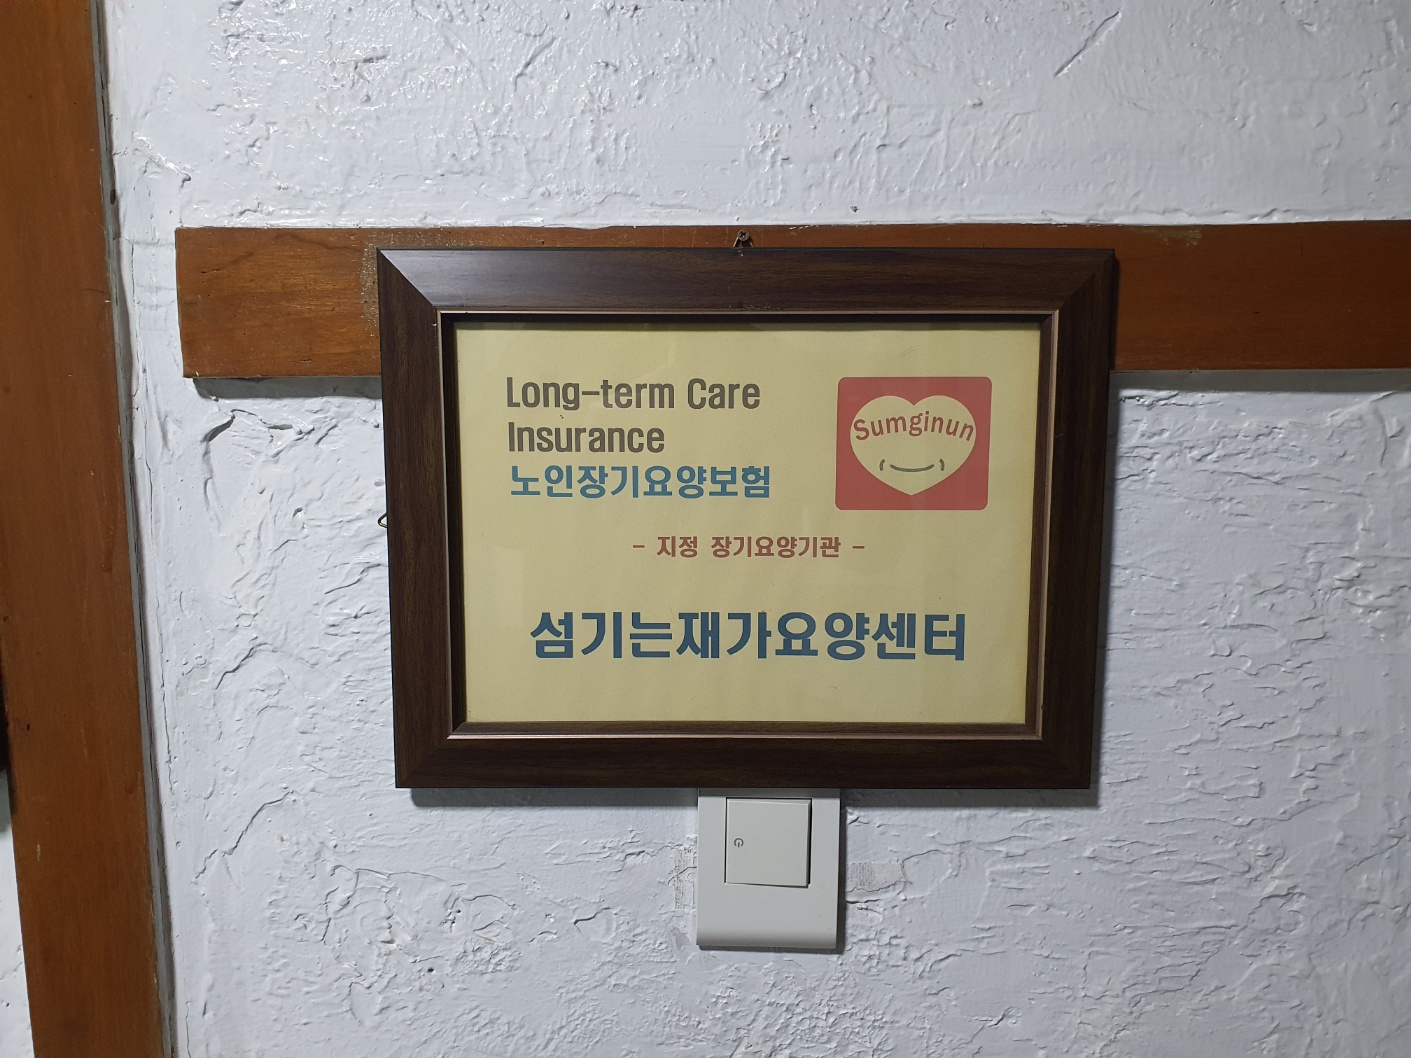 Long-term Care
Insurance
노인장기요양보험
Sumginun
- 지정 장기요양기관 -
섬기는재가요양센터